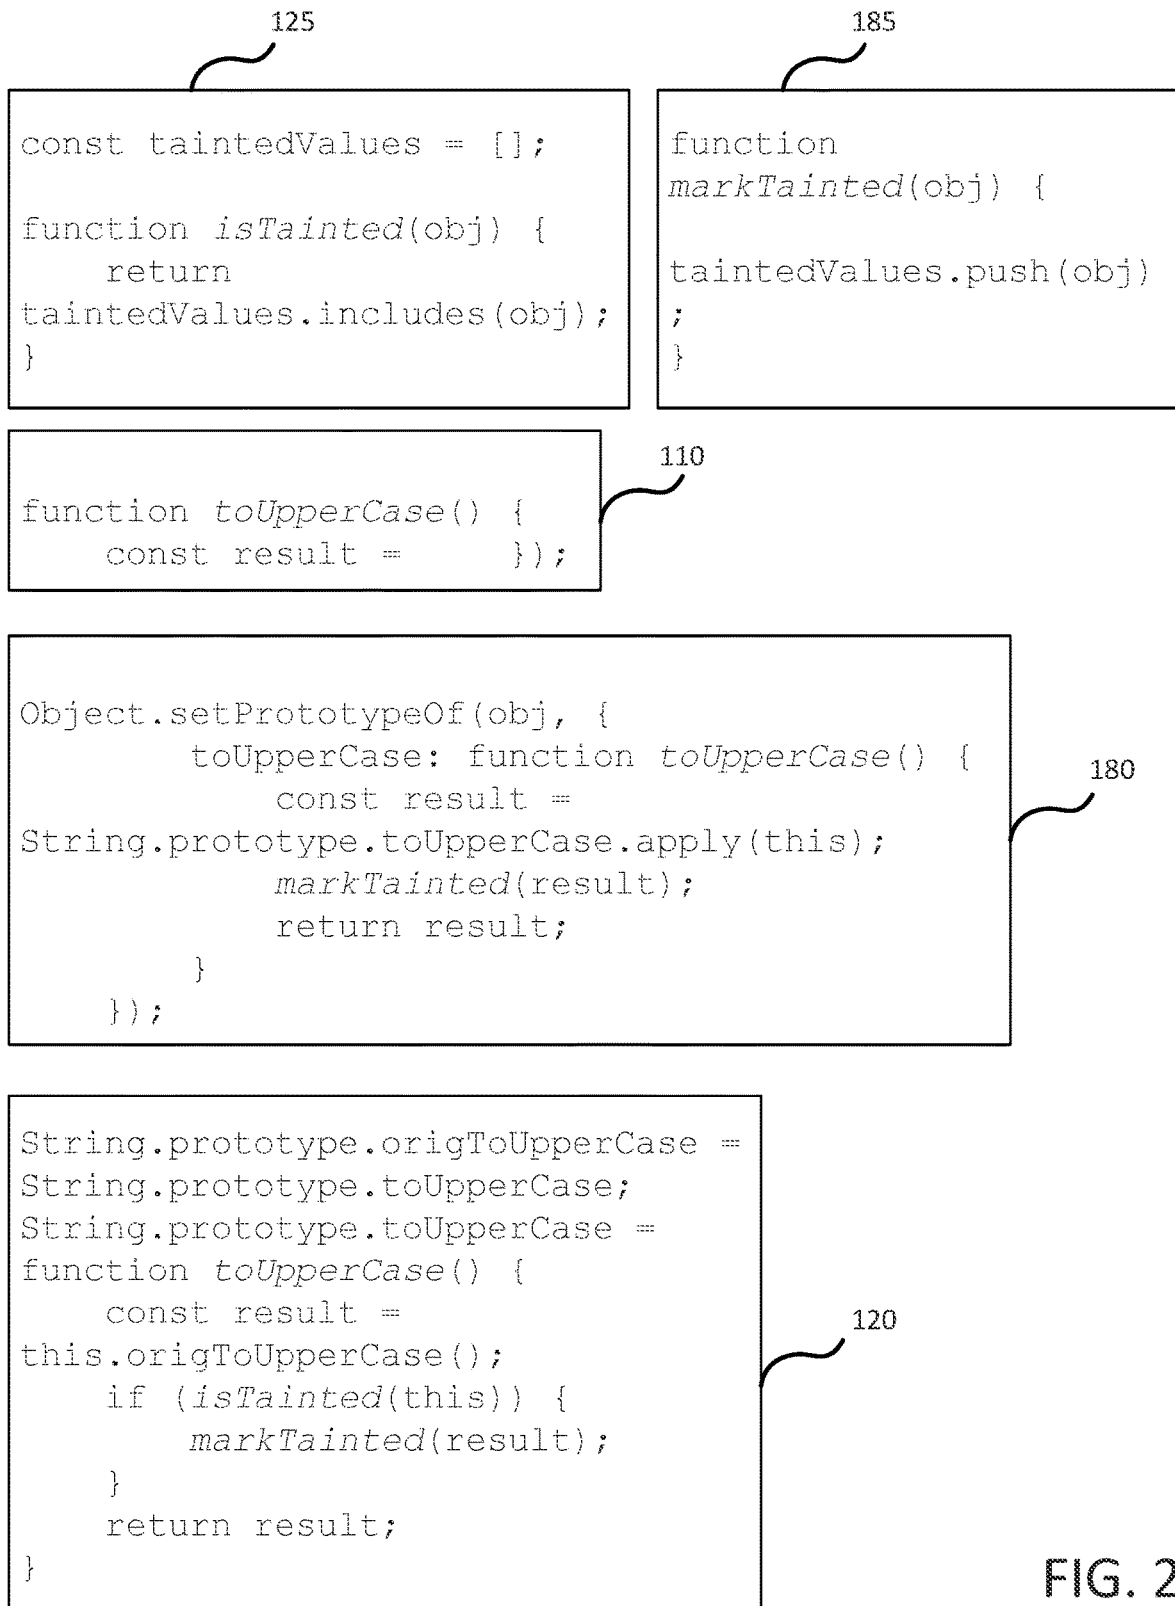 125
const taintedValues = [];
function isTainted(obj) {
return
taintedValues.includes(obj);
}
185
function
markTainted(obj) {
taintedValues.push(obj)
;
}
110
function toUpperCase() {
const result =      });
Object.setPrototypeOf(obj, {
toUpperCase: function toUpperCase() {
const result =
String.prototype.toUpperCase.apply(this);
markTainted(result);
return result;
}
});
180
String.prototype.origToUpperCase =
String.prototype.toUpperCase;
String.prototype.toUpperCase =
function toUpperCase() {
const result =
this.origToUpperCase();
if (isTainted(this)) {
markTainted(result);
}
return result;
}
120
FIG. 2